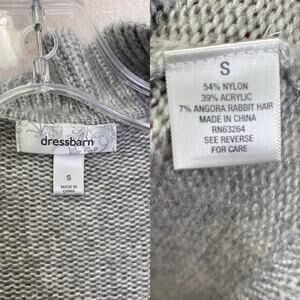 dressbarn
S
MADE IN
CHINA
S
54% NYLON
39% ACRYLIC
7% ANGORA RABBIT HAIR
MADE IN CHINA
RN63264
SEE REVERSE
FOR CARE